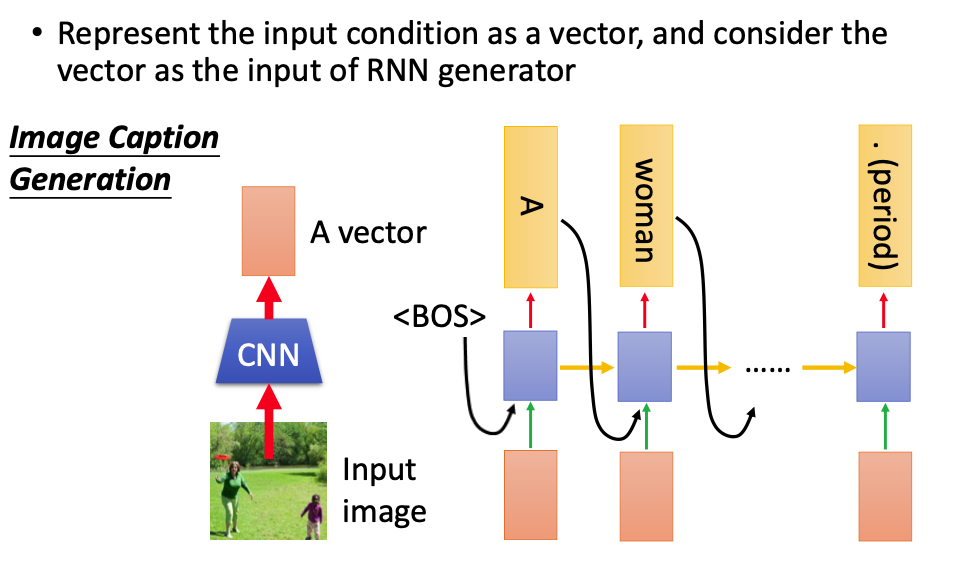 • Represent the input condition as a vector, and consider the
vector as the input of RNN generator
Image Caption
Generation
A vector
CNN
Input
image
<BOS>
A
woman
......
. (period)